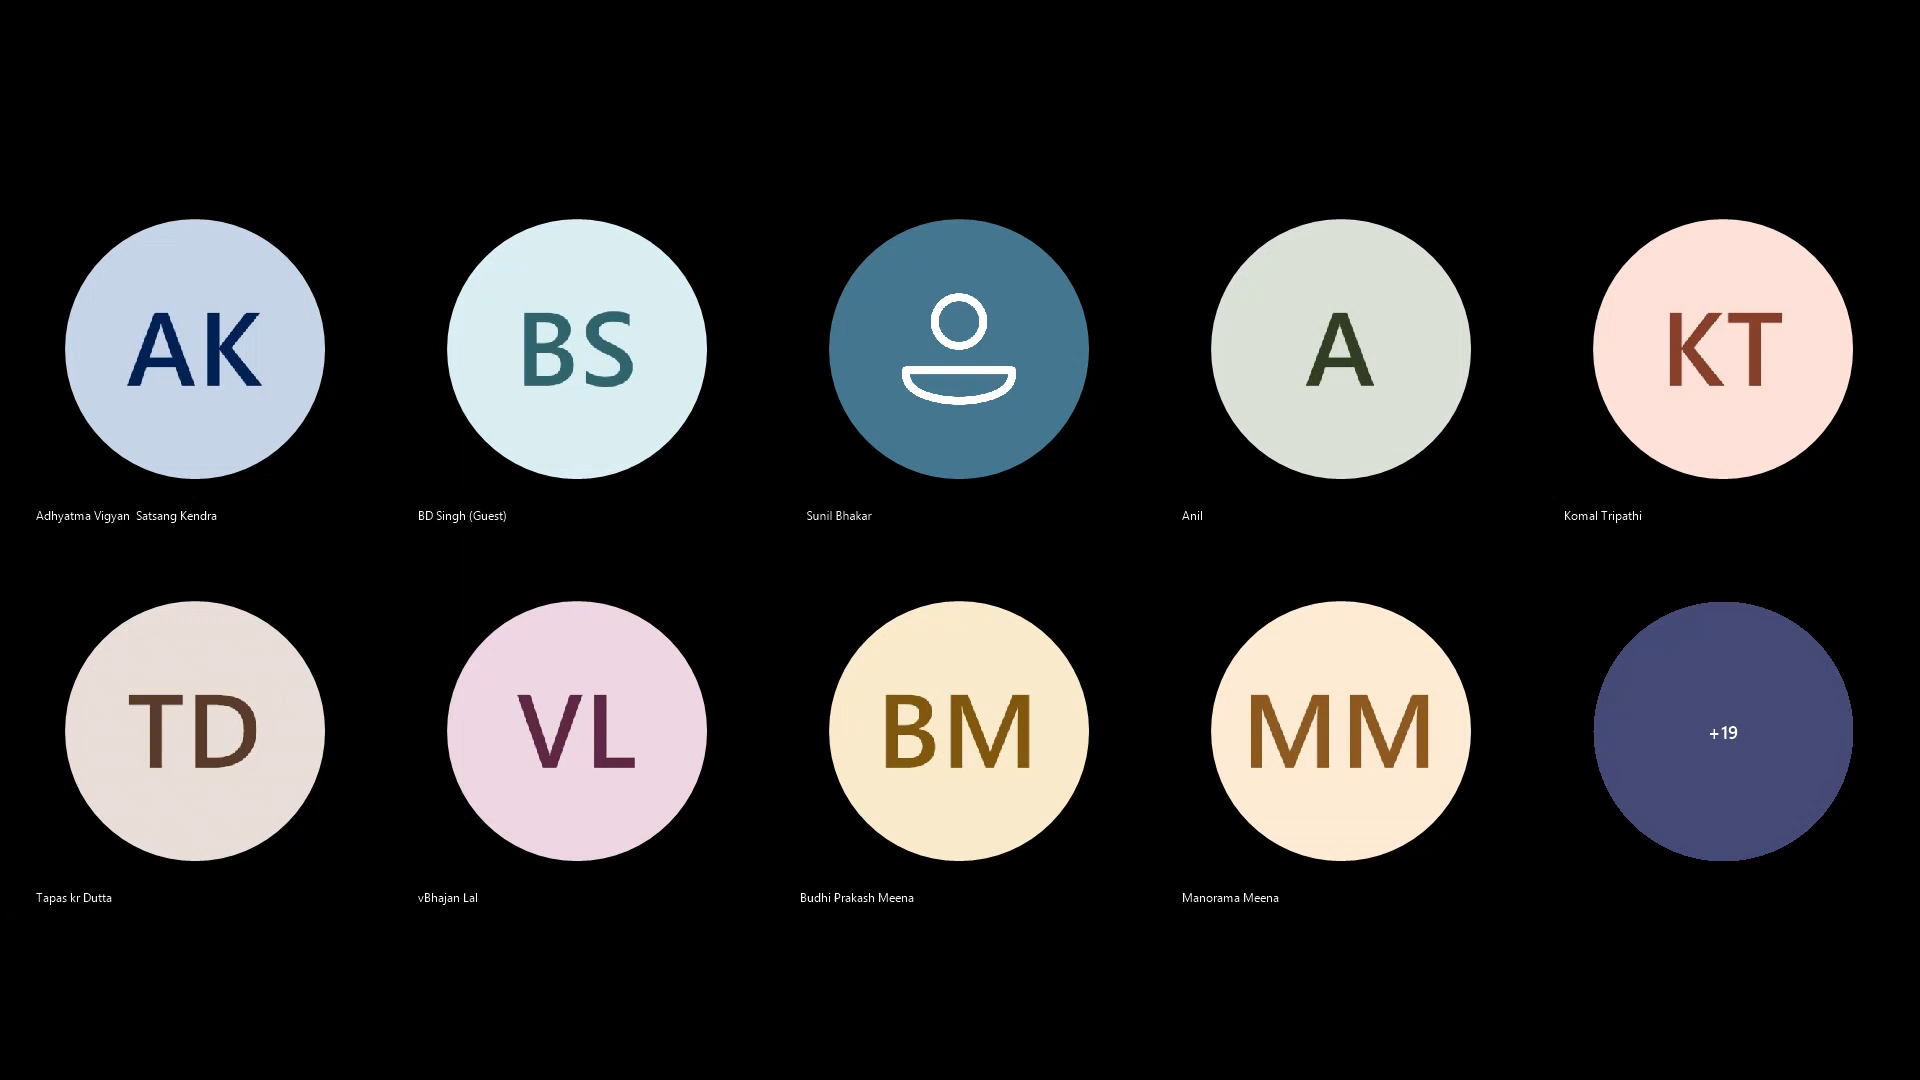 AK
BS
A
KT
Adhyatma Vigyan  Satsang Kendra
BD Singh (Guest)
Sunil Bhakar
Anil
Komal Tripathi
TD
VL
BM
MM
+19
Tapas kr Dutta
vBhajan Lal
Budhi Prakash Meena
Manorama Meena